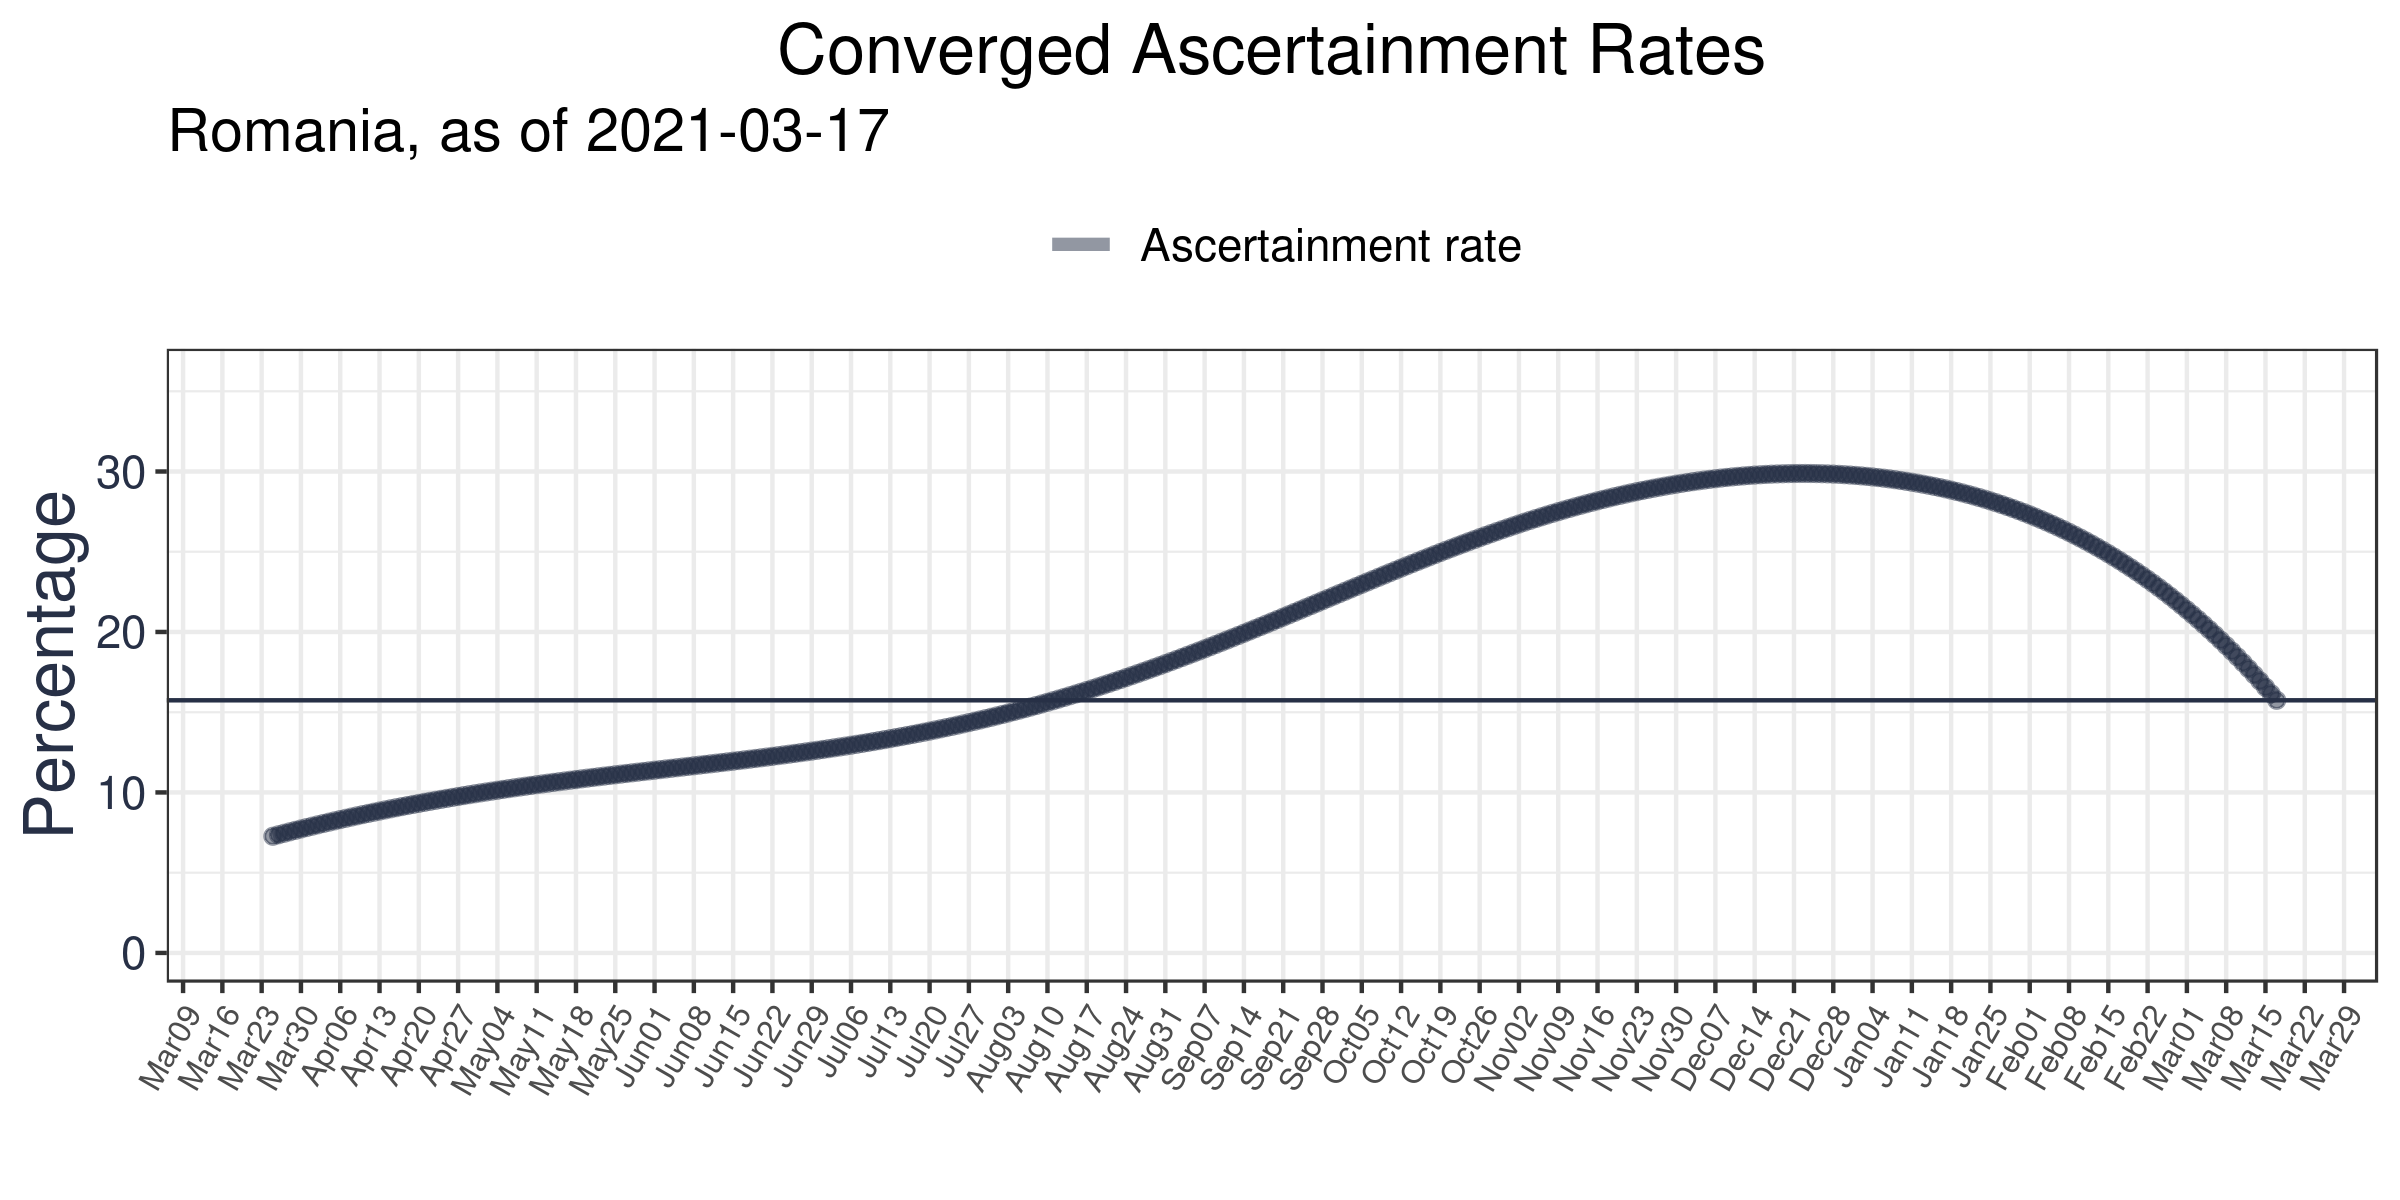 Converged Ascertainment Rates
Romania, as of 2021-03-17
Ascertainment rate
Percentage
30
20
10
0
Mar09
Mar16
Mar23
Mar30
Apr06
Apr13
Apr20
Apr27
May04
May11
May18
May25
Jun01
Jun08
Jun15
Jun22
Jun29
Jul06
Jul13
Jul20
Jul27
Aug03
Aug10
Aug17
Aug24
Aug31
Sep07
Sep14
Sep21
Sep28
Oct05
Oct12
Oct19
Oct26
Nov02
Nov09
Nov16
Nov23
Nov30
Dec07
Dec14
Dec21
Dec28
Jan04
Jan11
Jan18
Jan25
Feb01
Feb08
Feb15
Feb22
Mar01
Mar08
Mar15
Mar22
Mar29